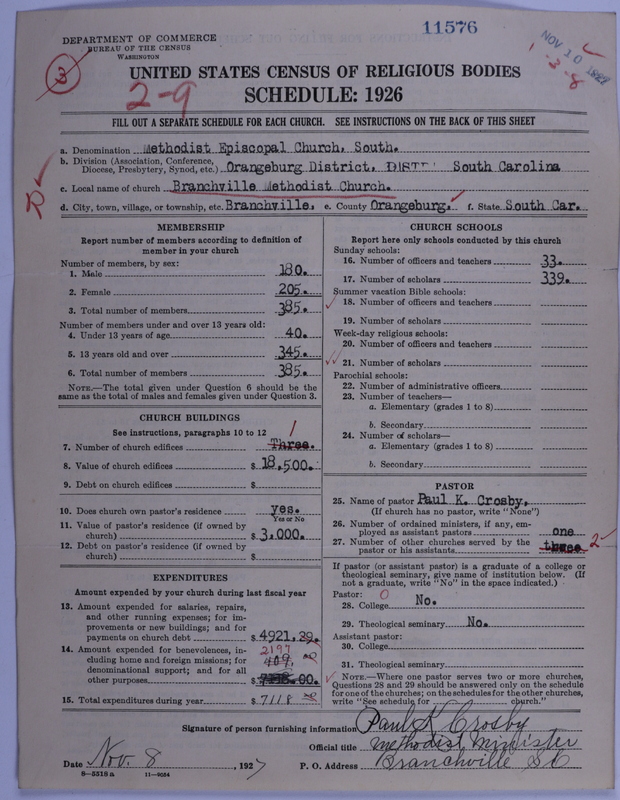 11576
DEPARTMENT OF COMMERCE
BUREAU OF THE CENSUS
WASHINGTON
NOV 10 1927
3
2-9
1-3-8
UNITED STATES CENSUS OF RELIGIOUS BODIES
SCHEDULE: 1926
FILL OUT A SEPARATE SCHEDULE FOR EACH CHURCH. SEE INSTRUCTIONS ON THE BACK OF THIS SHEET
a. Denomination Methodist Episcopal Church, South.
b. Division (Association, Conference, Diocese, Presbytery, Synod, etc.) Orangeburg District, South Carolina
c. Local name of church Branchville Methodist Church.
d. City, town, village, or township, etc. Branchville. e. County Orangeburg. f. State South Car.
MEMBERSHIP
Report number of members according to definition of
member in your church
Number of members, by sex:
1. Male 180.
2. Female 205.
3. Total number of members 385.
Number of members under and over 13 years old:
4. Under 13 years of age 40.
5. 13 years old and over 345.
6. Total number of members 385.
NOTE.—The total given under Question 6 should be the
same as the total of males and females given under Question 3.
CHURCH BUILDINGS
See instructions, paragraphs 10 to 12
7. Number of church edifices Three. 1
8. Value of church edifices $ 18,500.
9. Debt on church edifices $
10. Does church own pastor's residence yes.
Yes or No
11. Value of pastor's residence (if owned by
church) $ 3,000.
12. Debt on pastor's residence (if owned by
church) $
EXPENDITURES
Amount expended by your church during last fiscal year
13. Amount expended for salaries, repairs,
and other running expenses; for im-
provements or new buildings; and for
payments on church debt $ 4921.29.
14. Amount expended for benevolences, in-
cluding home and foreign missions; for
denominational support; and for all
other purposes $ 2197
15. Total expenditures during year $ 7118
CHURCH SCHOOLS
Report here only schools conducted by this church
Sunday schools:
16. Number of officers and teachers 33.
17. Number of scholars 339.
Summer vacation Bible schools:
18. Number of officers and teachers
19. Number of scholars
Week-day religious schools:
20. Number of officers and teachers
21. Number of scholars
Parochial schools:
22. Number of administrative officers
23. Number of teachers—
a. Elementary (grades 1 to 8)
b. Secondary
24. Number of scholars—
a. Elementary (grades 1 to 8)
b. Secondary
PASTOR
25. Name of pastor Paul K. Crosby,
(If church has no pastor, write "None")
26. Number of ordained ministers, if any, em-
ployed as assistant pastors one
27. Number of other churches served by the
pastor or his assistants three 2
If pastor (or assistant pastor) is a graduate of a college or
theological seminary, give name of institution below. (If
not a graduate, write "No" in the space indicated.)
Pastor: 0
28. College No.
29. Theological seminary No.
Assistant pastor:
30. College
31. Theological seminary
NOTE.—Where one pastor serves two or more churches,
Questions 28 and 29 should be answered only on the schedule
for one of the churches; on the schedules for the other churches,
write "See schedule for church."
Signature of person furnishing information Paul K Crosby
Official title Methodist Minister
Date Nov. 8, 1927 P. O. Address Branchville S C
8—5518a 11—8654